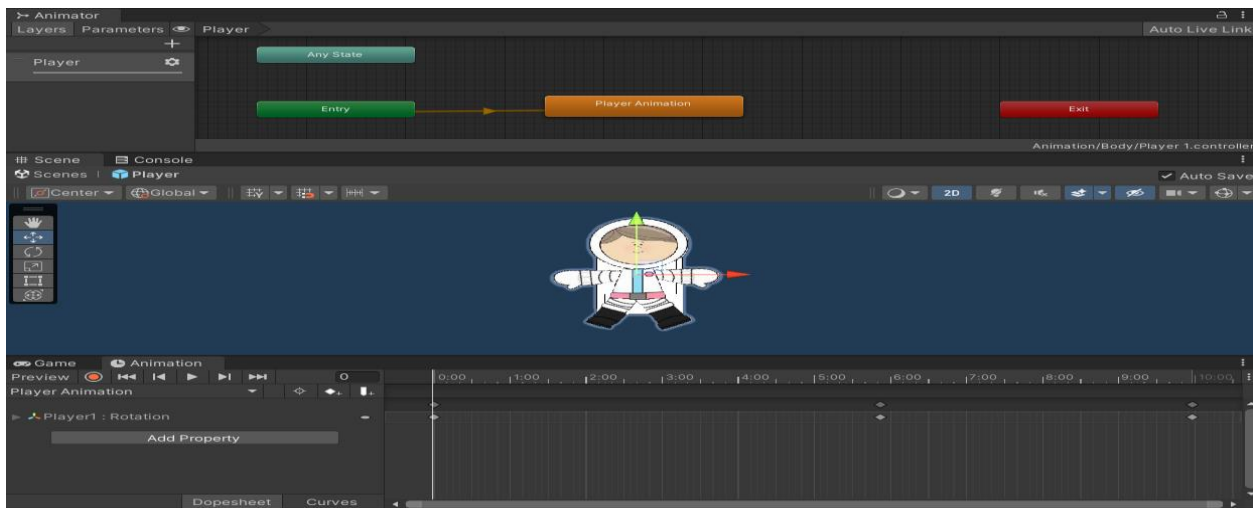 Animator
Layers Parameters Player Auto Live Link
Player
Any State
Entry
Player Animation
Exit
Animation/Body/Player 1.controller
Scene Console
Scenes Player Auto Save
Center Global 2D
Game Animation
Preview 0 0:00 1:00 2:00 3:00 4:00 5:00 6:00 7:00 8:00 9:00 10:00
Player Animation
Player1 : Rotation
Add Property
Dopesheet Curves